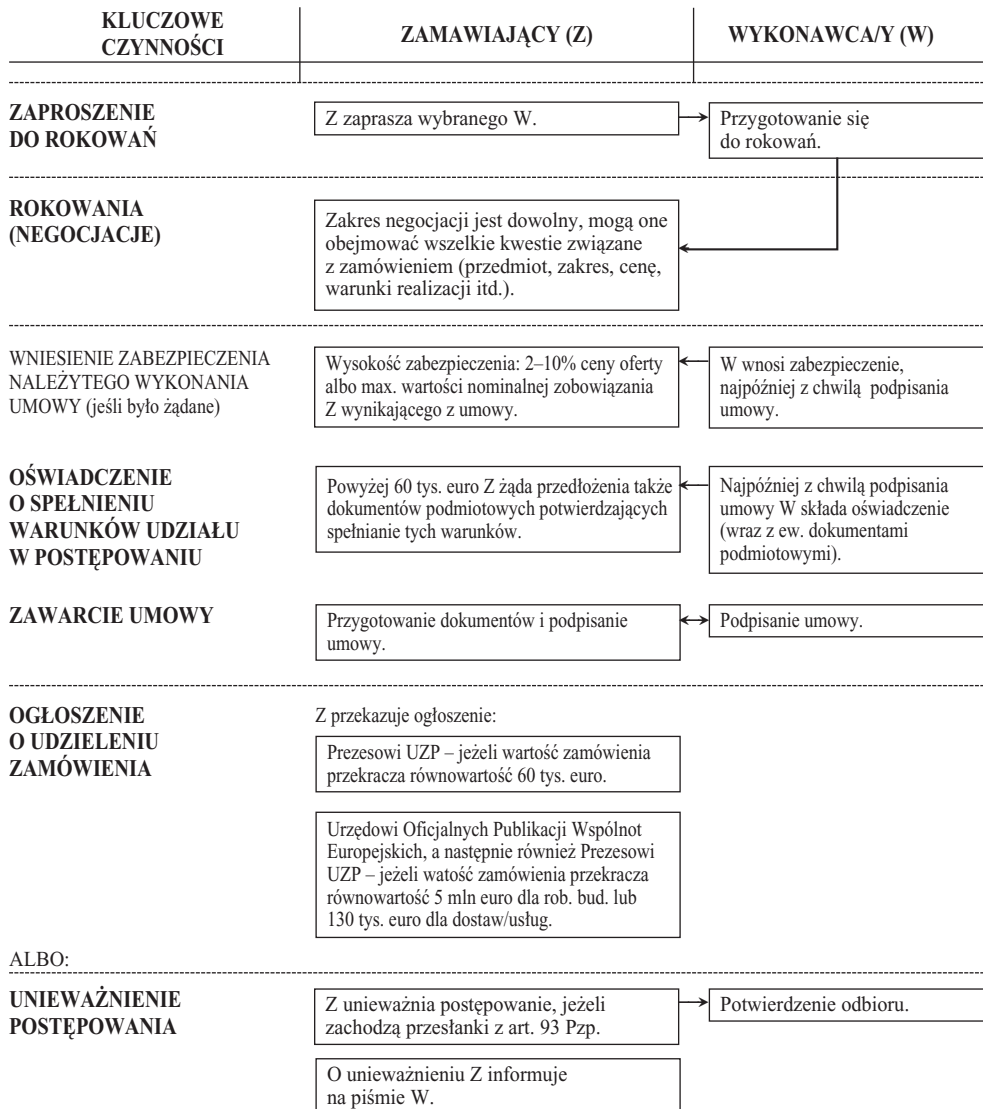 KLUCZOWE
CZYNNOŚCI
ZAMAWIAJĄCY (Z)
WYKONAWCA/Y (W)
ZAPROSZENIE
DO ROKOWAŃ
Z zaprasza wybranego W.
Przygotowanie się
do rokowań.
ROKOWANIA
(NEGOCJACJE)
Zakres negocjacji jest dowolny, mogą one
obejmować wszelkie kwestie związane
z zamówieniem (przedmiot, zakres, cenę,
warunki realizacji itd.).
WNIESIENIE ZABEZPIECZENIA
NALEŻYTEGO WYKONANIA
UMOWY (jeśli było żądane)
Wysokość zabezpieczenia: 2–10% ceny oferty
albo max. wartości nominalnej zobowiązania
Z wynikającego z umowy.
W wnosi zabezpieczenie,
najpóźniej z chwilą podpisania
umowy.
OŚWIADCZENIE
O SPEŁNIENIU
WARUNKÓW UDZIAŁU
W POSTĘPOWANIU
Powyżej 60 tys. euro Z żąda przedłożenia także
dokumentów podmiotowych potwierdzających
spełnianie tych warunków.
Najpóźniej z chwilą podpisania
umowy W składa oświadczenie
(wraz z ew. dokumentami
podmiotowymi).
ZAWARCIE UMOWY
Przygotowanie dokumentów i podpisanie
umowy.
Podpisanie umowy.
OGŁOSZENIE
O UDZIELENIU
ZAMÓWIENIA
Z przekazuje ogłoszenie:
Prezesowi UZP – jeżeli wartość zamówienia
przekracza równowartość 60 tys. euro.
Urzędowi Oficjalnych Publikacji Wspólnot
Europejskich, a następnie również Prezesowi
UZP – jeżeli watość zamówienia przekracza
równowartość 5 mln euro dla rob. bud. lub
130 tys. euro dla dostaw/usług.
ALBO:
UNIEWAŻNIENIE
POSTĘPOWANIA
Z unieważnia postępowanie, jeżeli
zachodzą przesłanki z art. 93 Pzp.
Potwierdzenie odbioru.
O unieważnieniu Z informuje
na piśmie W.